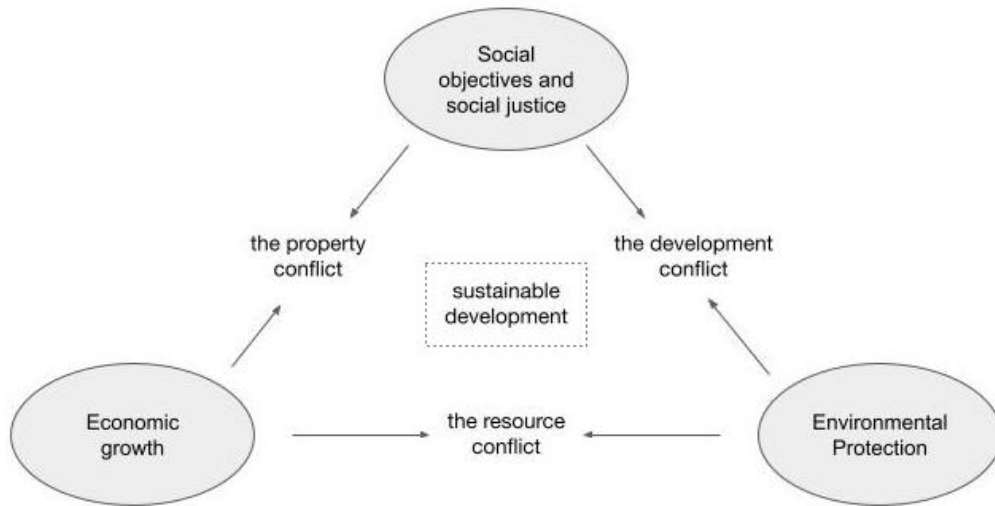 Social
objectives and
social justice
the property
conflict
the development
conflict
sustainable
development
Economic
growth
the resource
conflict
Environmental
Protection